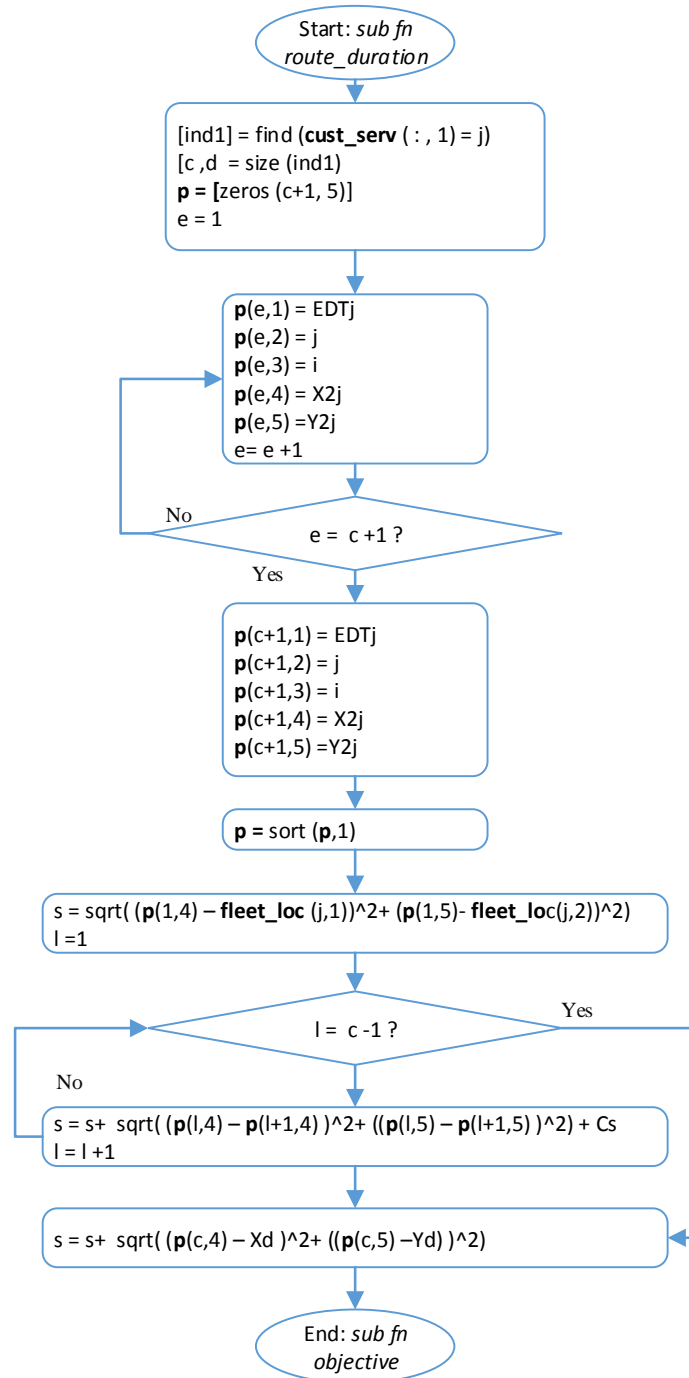 Start: sub fn
route_duration
[ind1] = find (cust_serv ( : , 1) = j)
[c ,d  = size (ind1)
p = [zeros (c+1, 5)]
e = 1
p(e,1) = EDTj
p(e,2) = j
p(e,3) = i
p(e,4) = X2j
p(e,5) =Y2j
e= e +1
No
e =  c +1 ?
Yes
p(c+1,1) = EDTj
p(c+1,2) = j
p(c+1,3) = i
p(c+1,4) = X2j
p(c+1,5) =Y2j
p = sort (p,1)
s = sqrt( (p(1,4) – fleet_loc (j,1))^2+ (p(1,5)- fleet_loc(j,2))^2)
l =1
l =  c -1 ?
Yes
No
s = s+  sqrt( (p(l,4) – p(l+1,4) )^2+ ((p(l,5) – p(l+1,5) )^2) + Cs
l = l +1
s = s+  sqrt( (p(c,4) – Xd )^2+ ((p(c,5) –Yd) )^2)
End: sub fn
objective